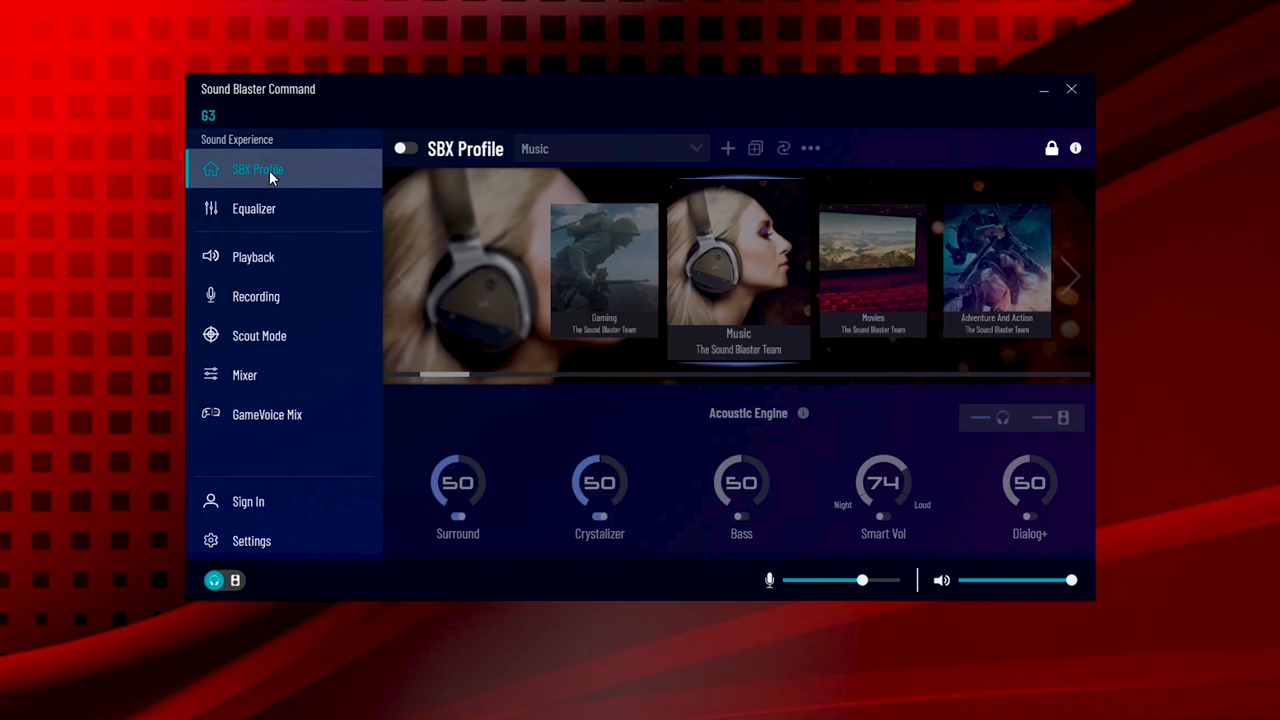 Sound Blaster Command
G3
Sound Experience
SBX Profile
Equalizer
Playback
Recording
Scout Mode
Mixer
GameVoice Mix
Sign In
Settings
SBX Profile
Music
Gaming
The Sound Blaster Team
Music
The Sound Blaster Team
Movies
The Sound Blaster Team
Adventure And Action
The Sound Blaster Team
Acoustic Engine
50
Surround
50
Crystalizer
50
Bass
74
Night
Loud
Smart Vol
50
Dialog+